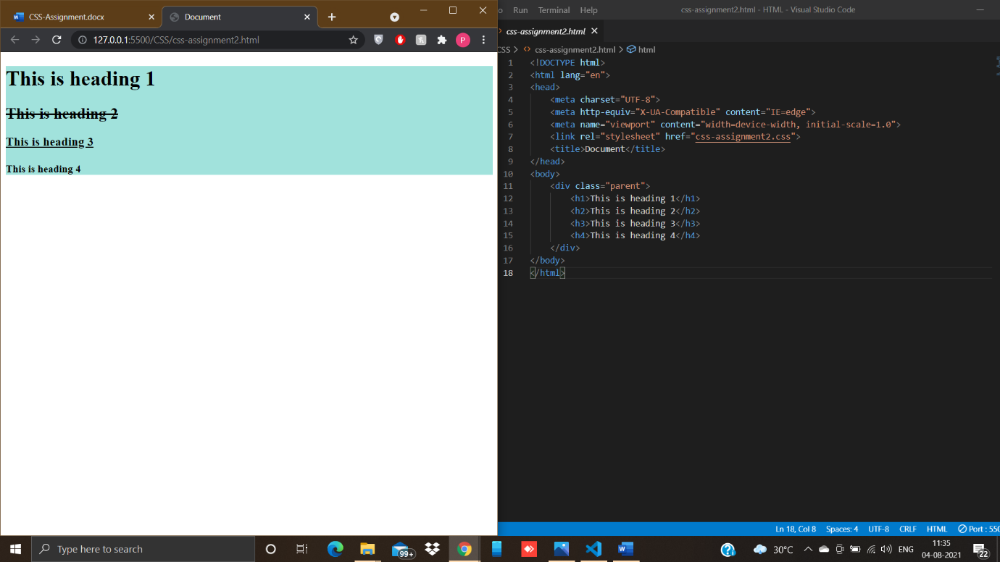 CSS-Assignment.docx
Document
127.0.0.1:5500/CSS/css-assignment2.html
P
This is heading 1
This is heading 2
This is heading 3
This is heading 4
Run Terminal Help
css-assignment2.html - HTML - Visual Studio Code
css-assignment2.html
CSS > css-assignment2.html > html
1 <!DOCTYPE html>
2 <html lang="en">
3 <head>
4 <meta charset="UTF-8">
5 <meta http-equiv="X-UA-Compatible" content="IE=edge">
6 <meta name="viewport" content="width=device-width, initial-scale=1.0">
7 <link rel="stylesheet" href="css-assignment2.css">
8 <title>Document</title>
9 </head>
10 <body>
11 <div class="parent">
12 <h1>This is heading 1</h1>
13 <h2>This is heading 2</h2>
14 <h3>This is heading 3</h3>
15 <h4>This is heading 4</h4>
16 </div>
17 </body>
18 </html>
Ln 18, Col 8 Spaces: 4 UTF-8 CRLF HTML Port : 550
Type here to search
99+
30°C
ENG
11:35
04-08-2021
22